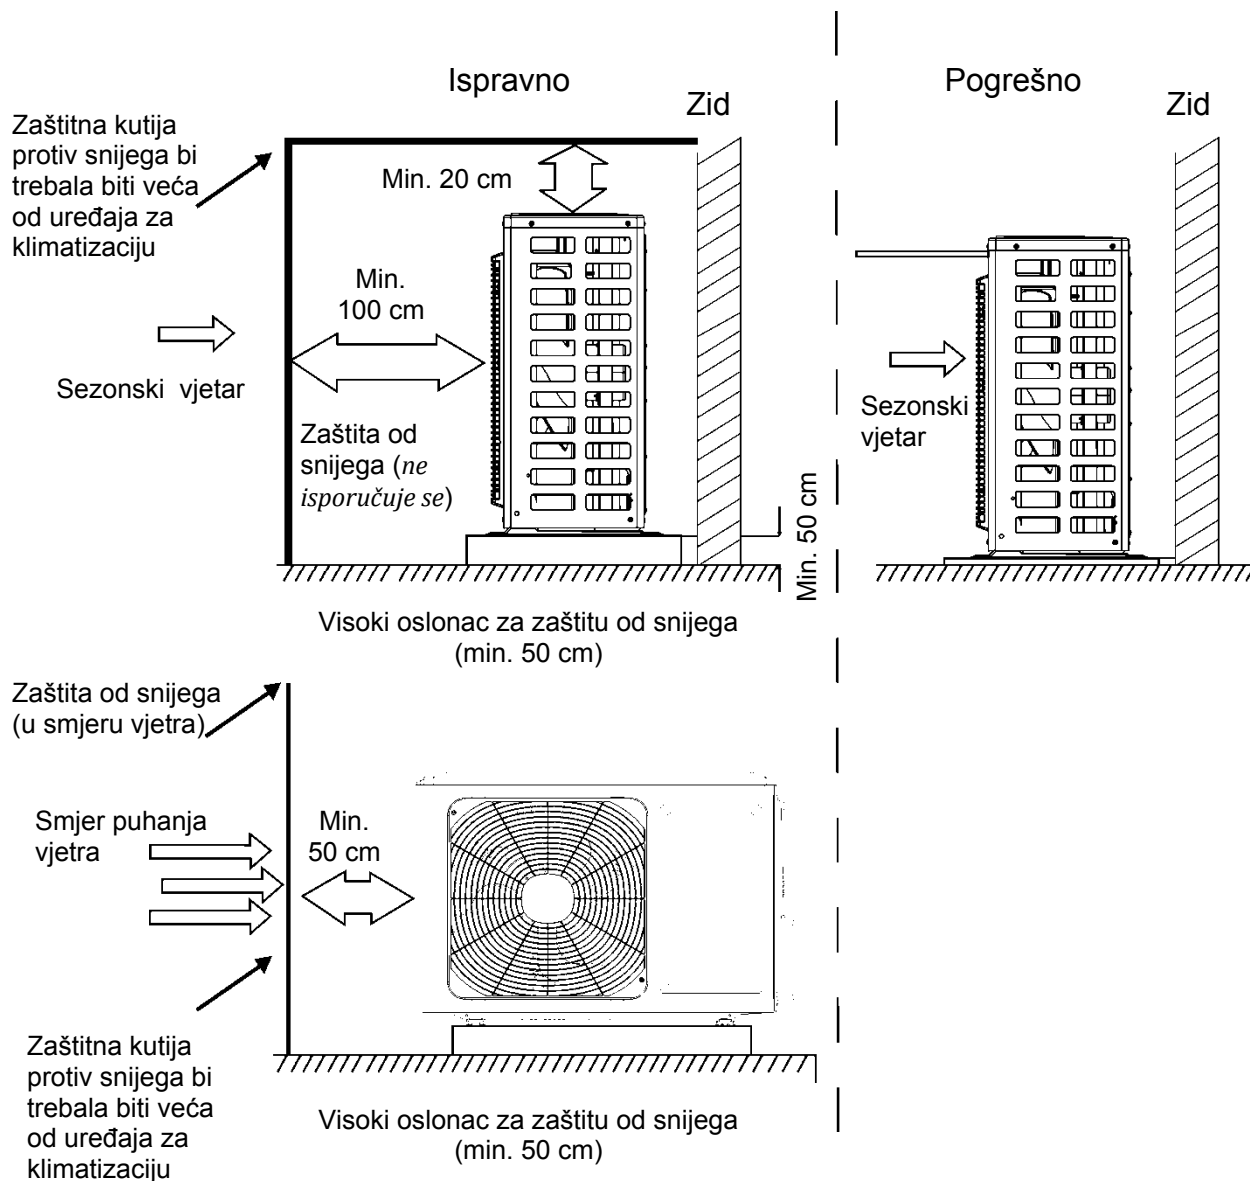 Ispravno
Pogrešno
Zid
Zid
Zaštitna kutija
protiv snijega bi
trebala biti veća
od uređaja za
klimatizaciju
Min. 20 cm
Min.
100 cm
Sezonski vjetar
Zaštita od
snijega (ne
isporučuje se)
Min. 50 cm
Sezonski
vjetar
Visoki oslonac za zaštitu od snijega
(min. 50 cm)
Zaštita od snijega
(u smjeru vjetra)
Smjer puhanja
vjetra
Min.
50 cm
Zaštitna kutija
protiv snijega bi
trebala biti veća
od uređaja za
klimatizaciju
Visoki oslonac za zaštitu od snijega
(min. 50 cm)